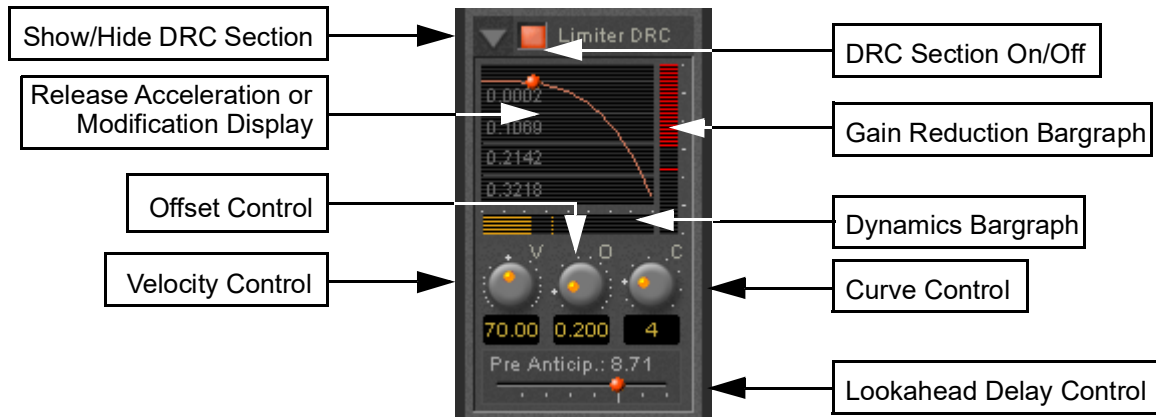 Show/Hide DRC Section
Limiter DRC
DRC Section On/Off
Release Acceleration or
Modification Display
0.0002
0.1069
0.2142
0.3218
Gain Reduction Bargraph
Offset Control
Dynamics Bargraph
V
O
C
Velocity Control
Curve Control
70.00
0.200
4
Pre Anticip.: 8.71
Lookahead Delay Control